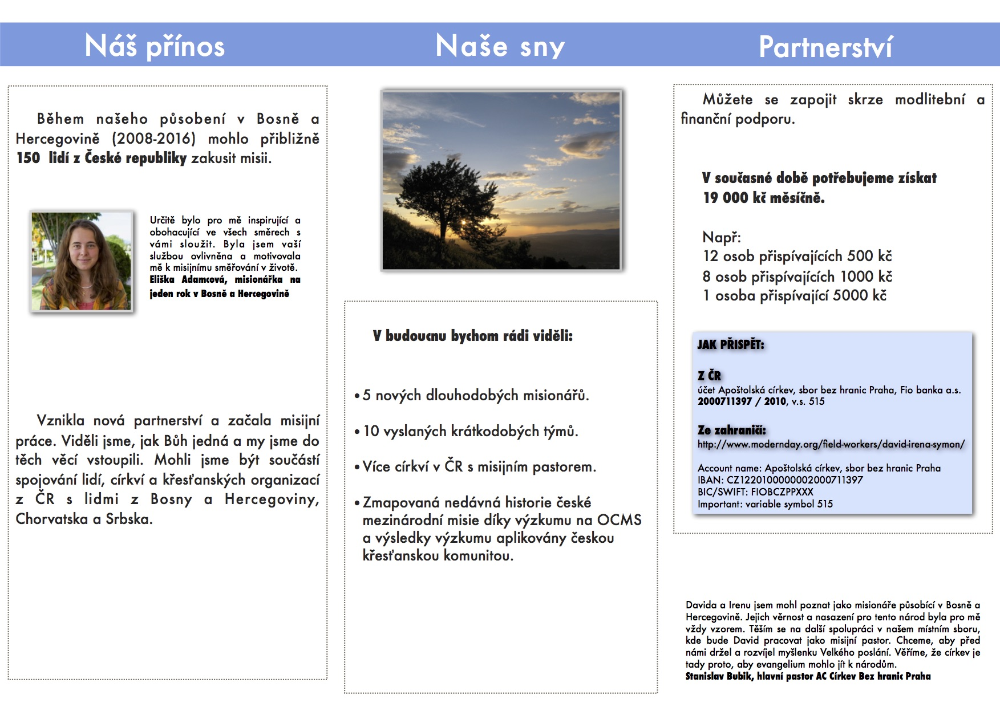 Náš přínos
Naše sny
Partnerství
Během našeho působení v Bosně a
Hercegovině (2008-2016) mohlo přibližně
150 lidí z České republiky zakusit misii.
Určitě bylo pro mě inspirující a
obohacující ve všech směrech s
vámi sloužit. Byla jsem vaší
službou ovlivněna a motivovala
mě k misijnímu směřování v životě.
Eliška Adamcová, misionářka na
jeden rok v Bosně a Hercegovině
Vznikla nová partnerství a začala misijní
práce. Viděli jsme, jak Bůh jedná a my jsme do
těch věcí vstoupili. Mohli jsme být součástí
spojování lidí, církví a křesťanských organizací
z ČR s lidmi z Bosny a Hercegoviny,
Chorvatska a Srbska.
V budoucnu bychom rádi viděli:
•5 nových dlouhodobých misionářů.
•10 vyslaných krátkodobých týmů.
•Více církví v ČR s misijním pastorem.
•Zmapovaná nedávná historie české
mezinárodní misie díky výzkumu na OCMS
a výsledky výzkumu aplikovány českou
křesťanskou komunitou.
Můžete se zapojit skrze modlitební a
finanční podporu.
V současné době potřebujeme získat
19 000 kč měsíčně.
Např:
12 osob přispívajících 500 kč
8 osob přispívajících 1000 kč
1 osoba přispívající 5000 kč
JAK PŘISPĚT:
Z ČR
účet Apoštolská církev, sbor bez hranic Praha, Fio banka a.s.
2000711397 / 2010, v.s. 515
Ze zahraničí:
http://www.modernday.org/field-workers/david-irena-symon/
Account name: Apoštolská církev, sbor bez hranic Praha
IBAN: CZ1220100000002000711397
BIC/SWIFT: FIOBCZPPXXX
Important: variable symbol 515
Davida a Irenu jsem mohl poznat jako misionáře působící v Bosně a
Hercegovině. Jejich věrnost a nasazení pro tento národ byla pro mě
vždy vzorem. Těším se na další spolupráci v našem místním sboru,
kde bude David pracovat jako misijní pastor. Chceme, aby před
námi držel a rozvíjel myšlenku Velkého poslání. Věříme, že církev je
tady proto, aby evangelium mohlo jít k národům.
Stanislav Bubik, hlavní pastor AC Církev Bez hranic Praha